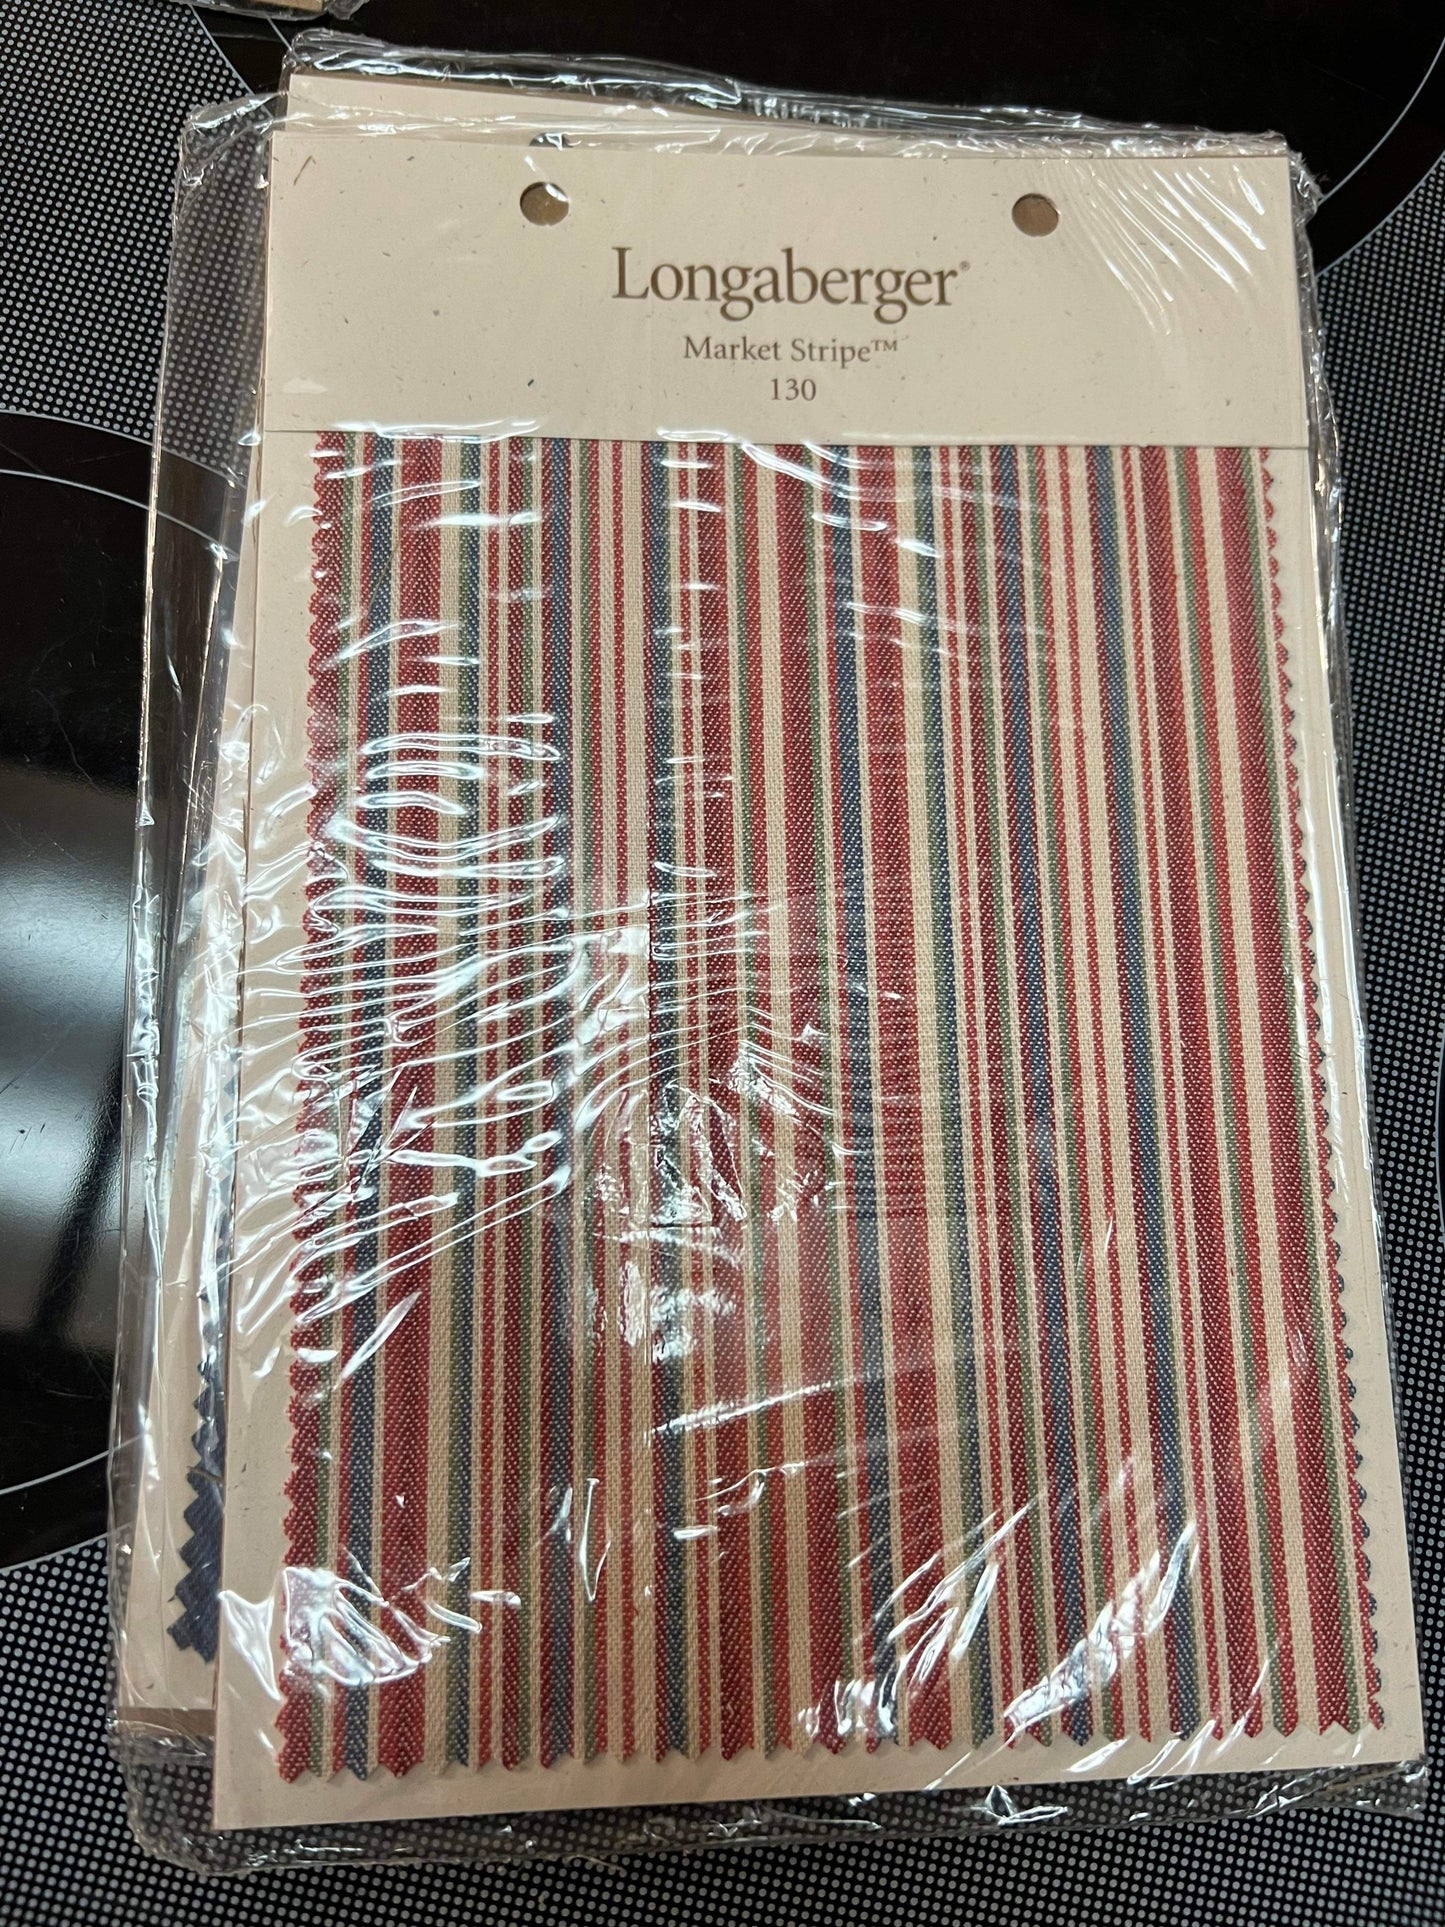 Longaberger®
Market Stripe™
130